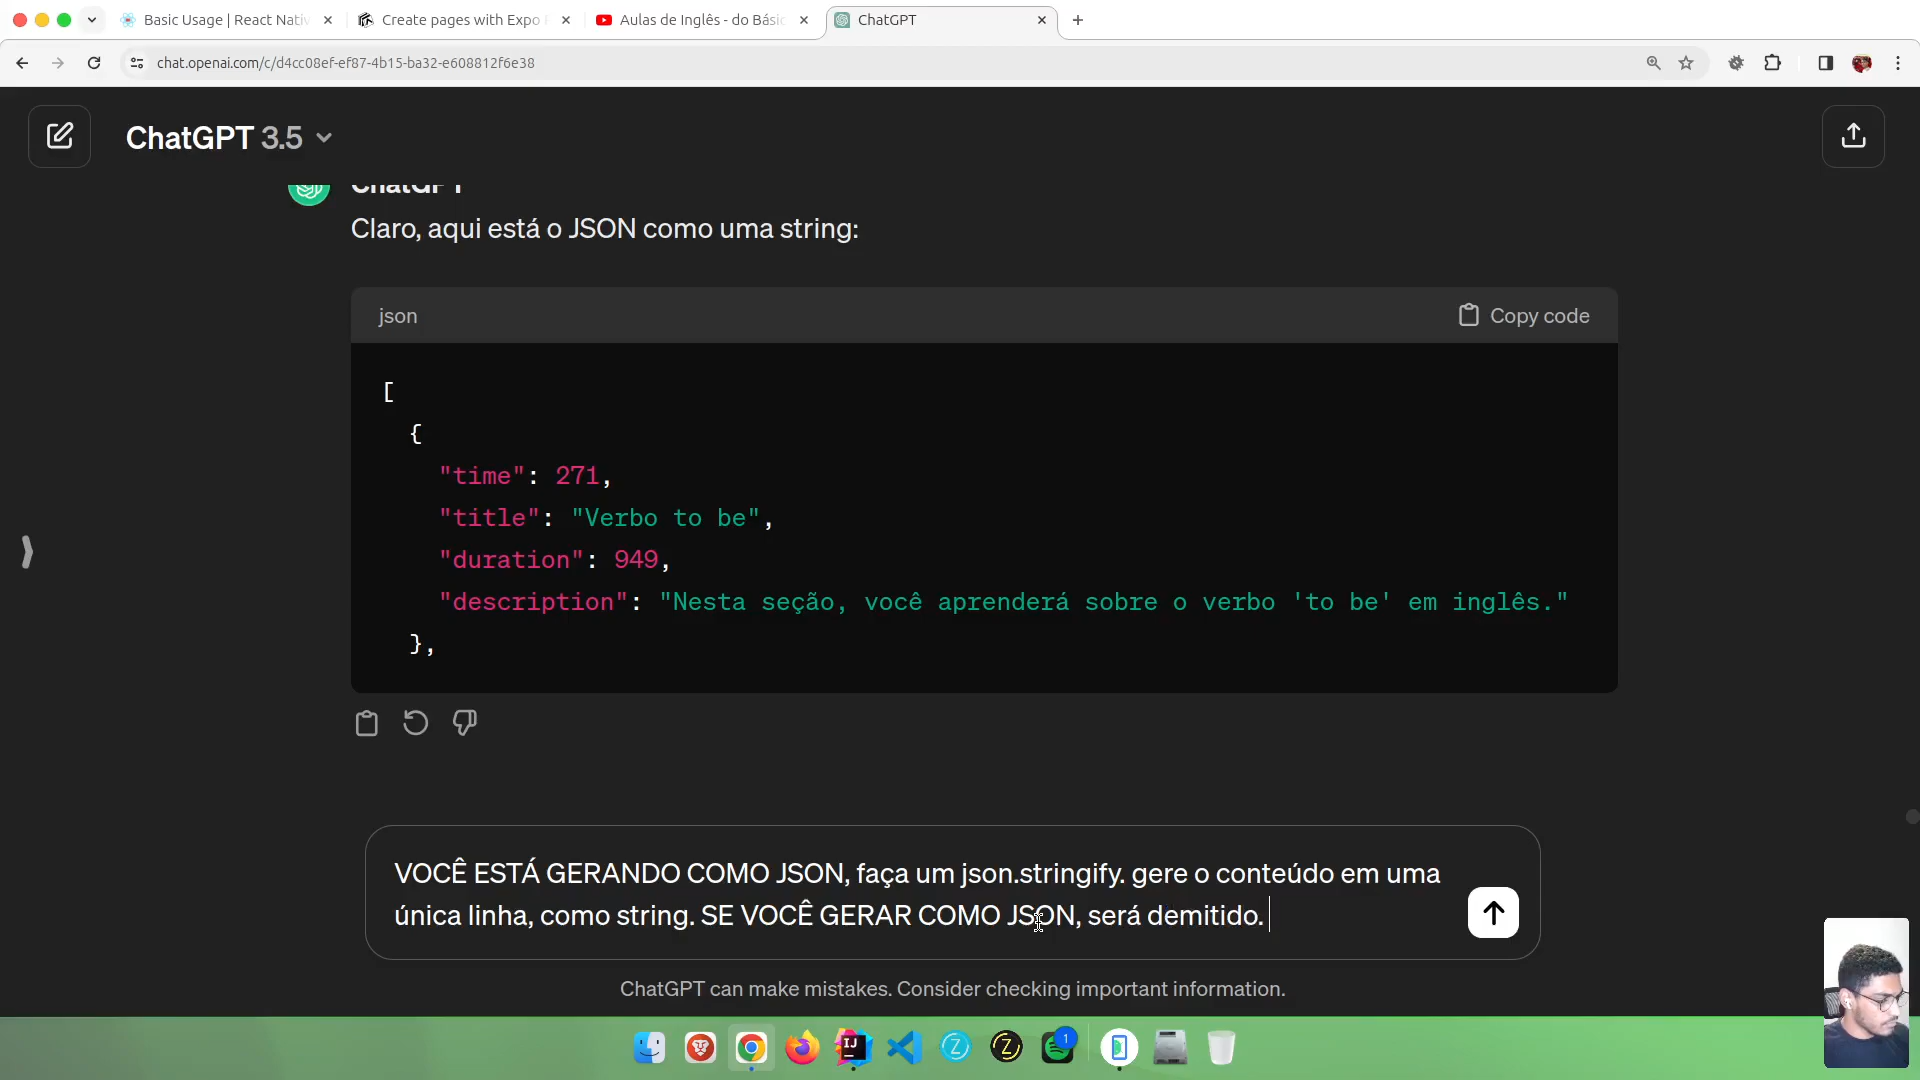 Basic Usage | React Nativ
Create pages with Expo
Aulas de Inglês - do Bási
ChatGPT
chat.openai.com/c/d4cc08ef-ef87-4b15-ba32-e608812f6e38
ChatGPT 3.5
ChatGPT
Claro, aqui está o JSON como uma string:
json
Copy code
[
{
"time": 271,
"title": "Verbo to be",
"duration": 949,
"description": "Nesta seção, você aprenderá sobre o verbo 'to be' em inglês."
},
VOCÊ ESTÁ GERANDO COMO JSON, faça um json.stringify. gere o conteúdo em uma
única linha, como string. SE VOCÊ GERAR COMO JSON, será demitido.
ChatGPT can make mistakes. Consider checking important information.
IJ
Z
Z
1